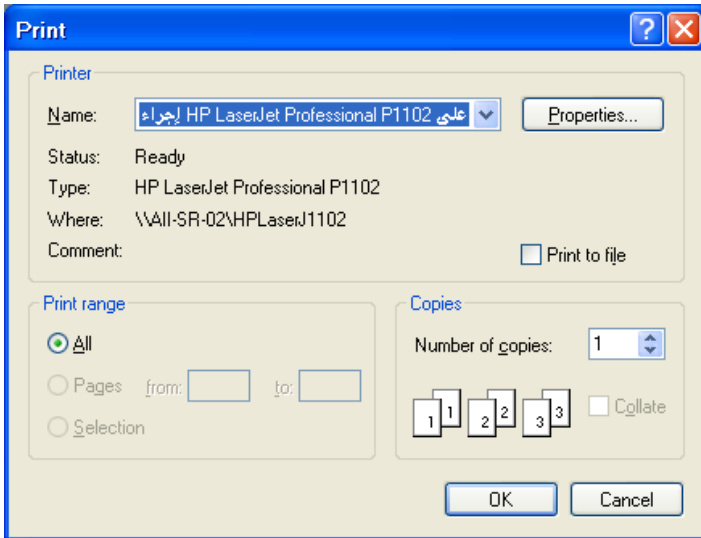 Print
Printer
Name: على HP LaserJet Professional P1102 إجراء Properties...
Status: Ready
Type: HP LaserJet Professional P1102
Where: \\All-SR-02\HPLaserJ1102
Comment: Print to file
Print range
All
Pages from: to:
Selection
Copies
Number of copies: 1
1 1 2 2 3 3 Collate
OK Cancel